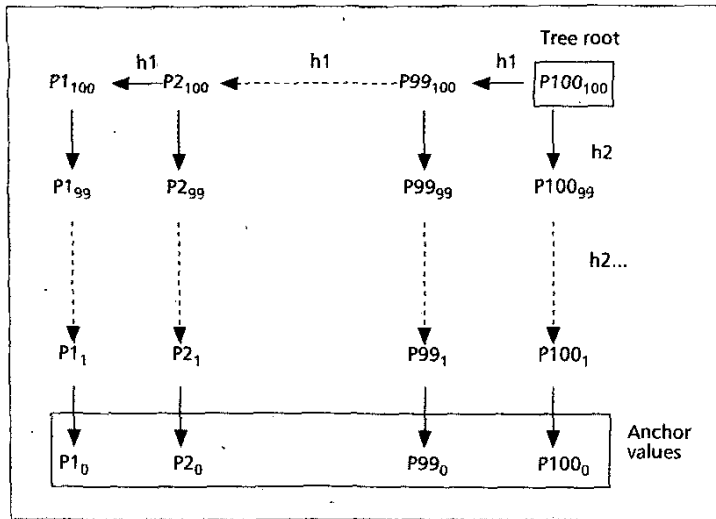 Tree root
h1 h1 h1
P1₁₀₀ P2₁₀₀ P99₁₀₀ P100₁₀₀
h2
P1₉₉ P2₉₉ P99₉₉ P100₉₉
h2...
P1₁ P2₁ P99₁ P100₁
Anchor
values
P1₀ P2₀ P99₀ P100₀